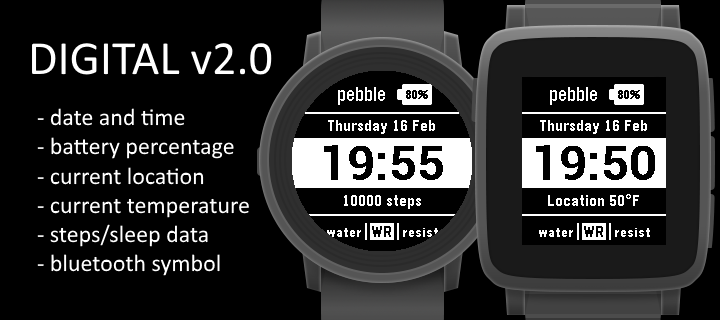 DIGITAL v2.0
- date and time
- battery percentage
- current location
- current temperature
- steps/sleep data
- bluetooth symbol
pebble 80%
Thursday 16 Feb
19:55
10000 steps
water WR resist
pebble 80%
Thursday 16 Feb
19:50
Location 50°F
water WR resist